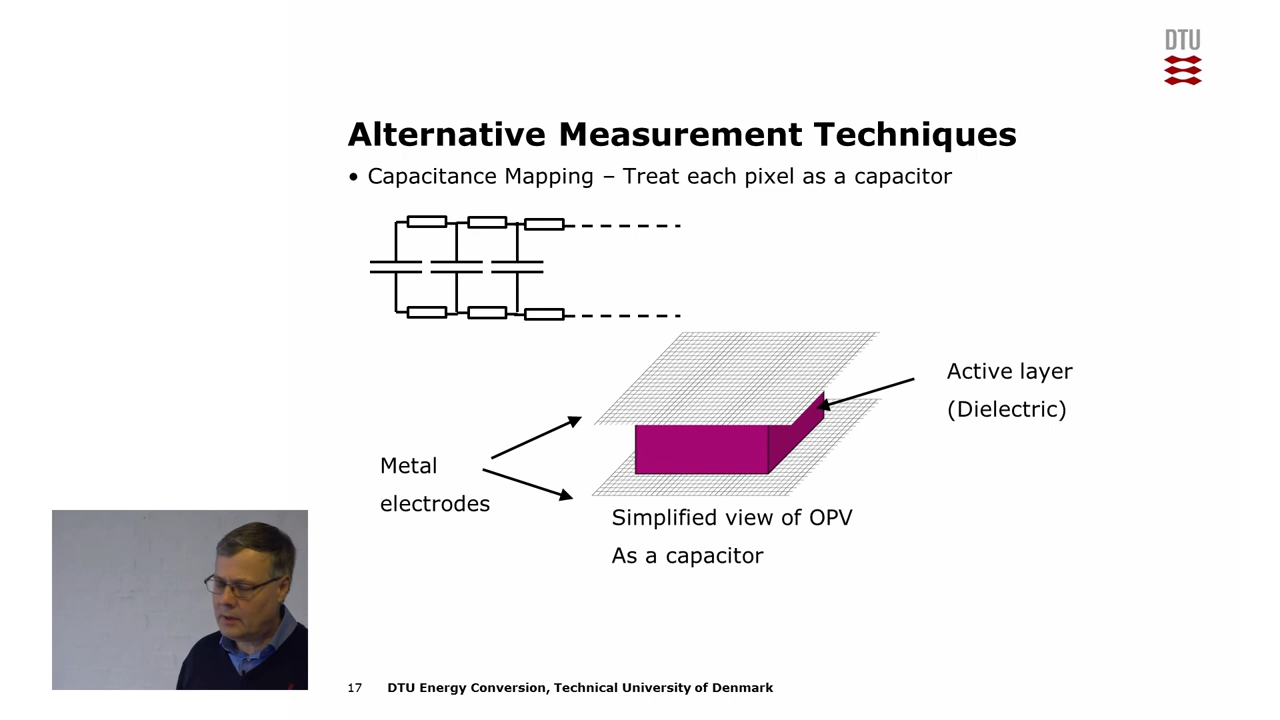 DTU
Alternative Measurement Techniques
• Capacitance Mapping – Treat each pixel as a capacitor
Active layer
(Dielectric)
Metal
electrodes
Simplified view of OPV
As a capacitor
17 DTU Energy Conversion, Technical University of Denmark